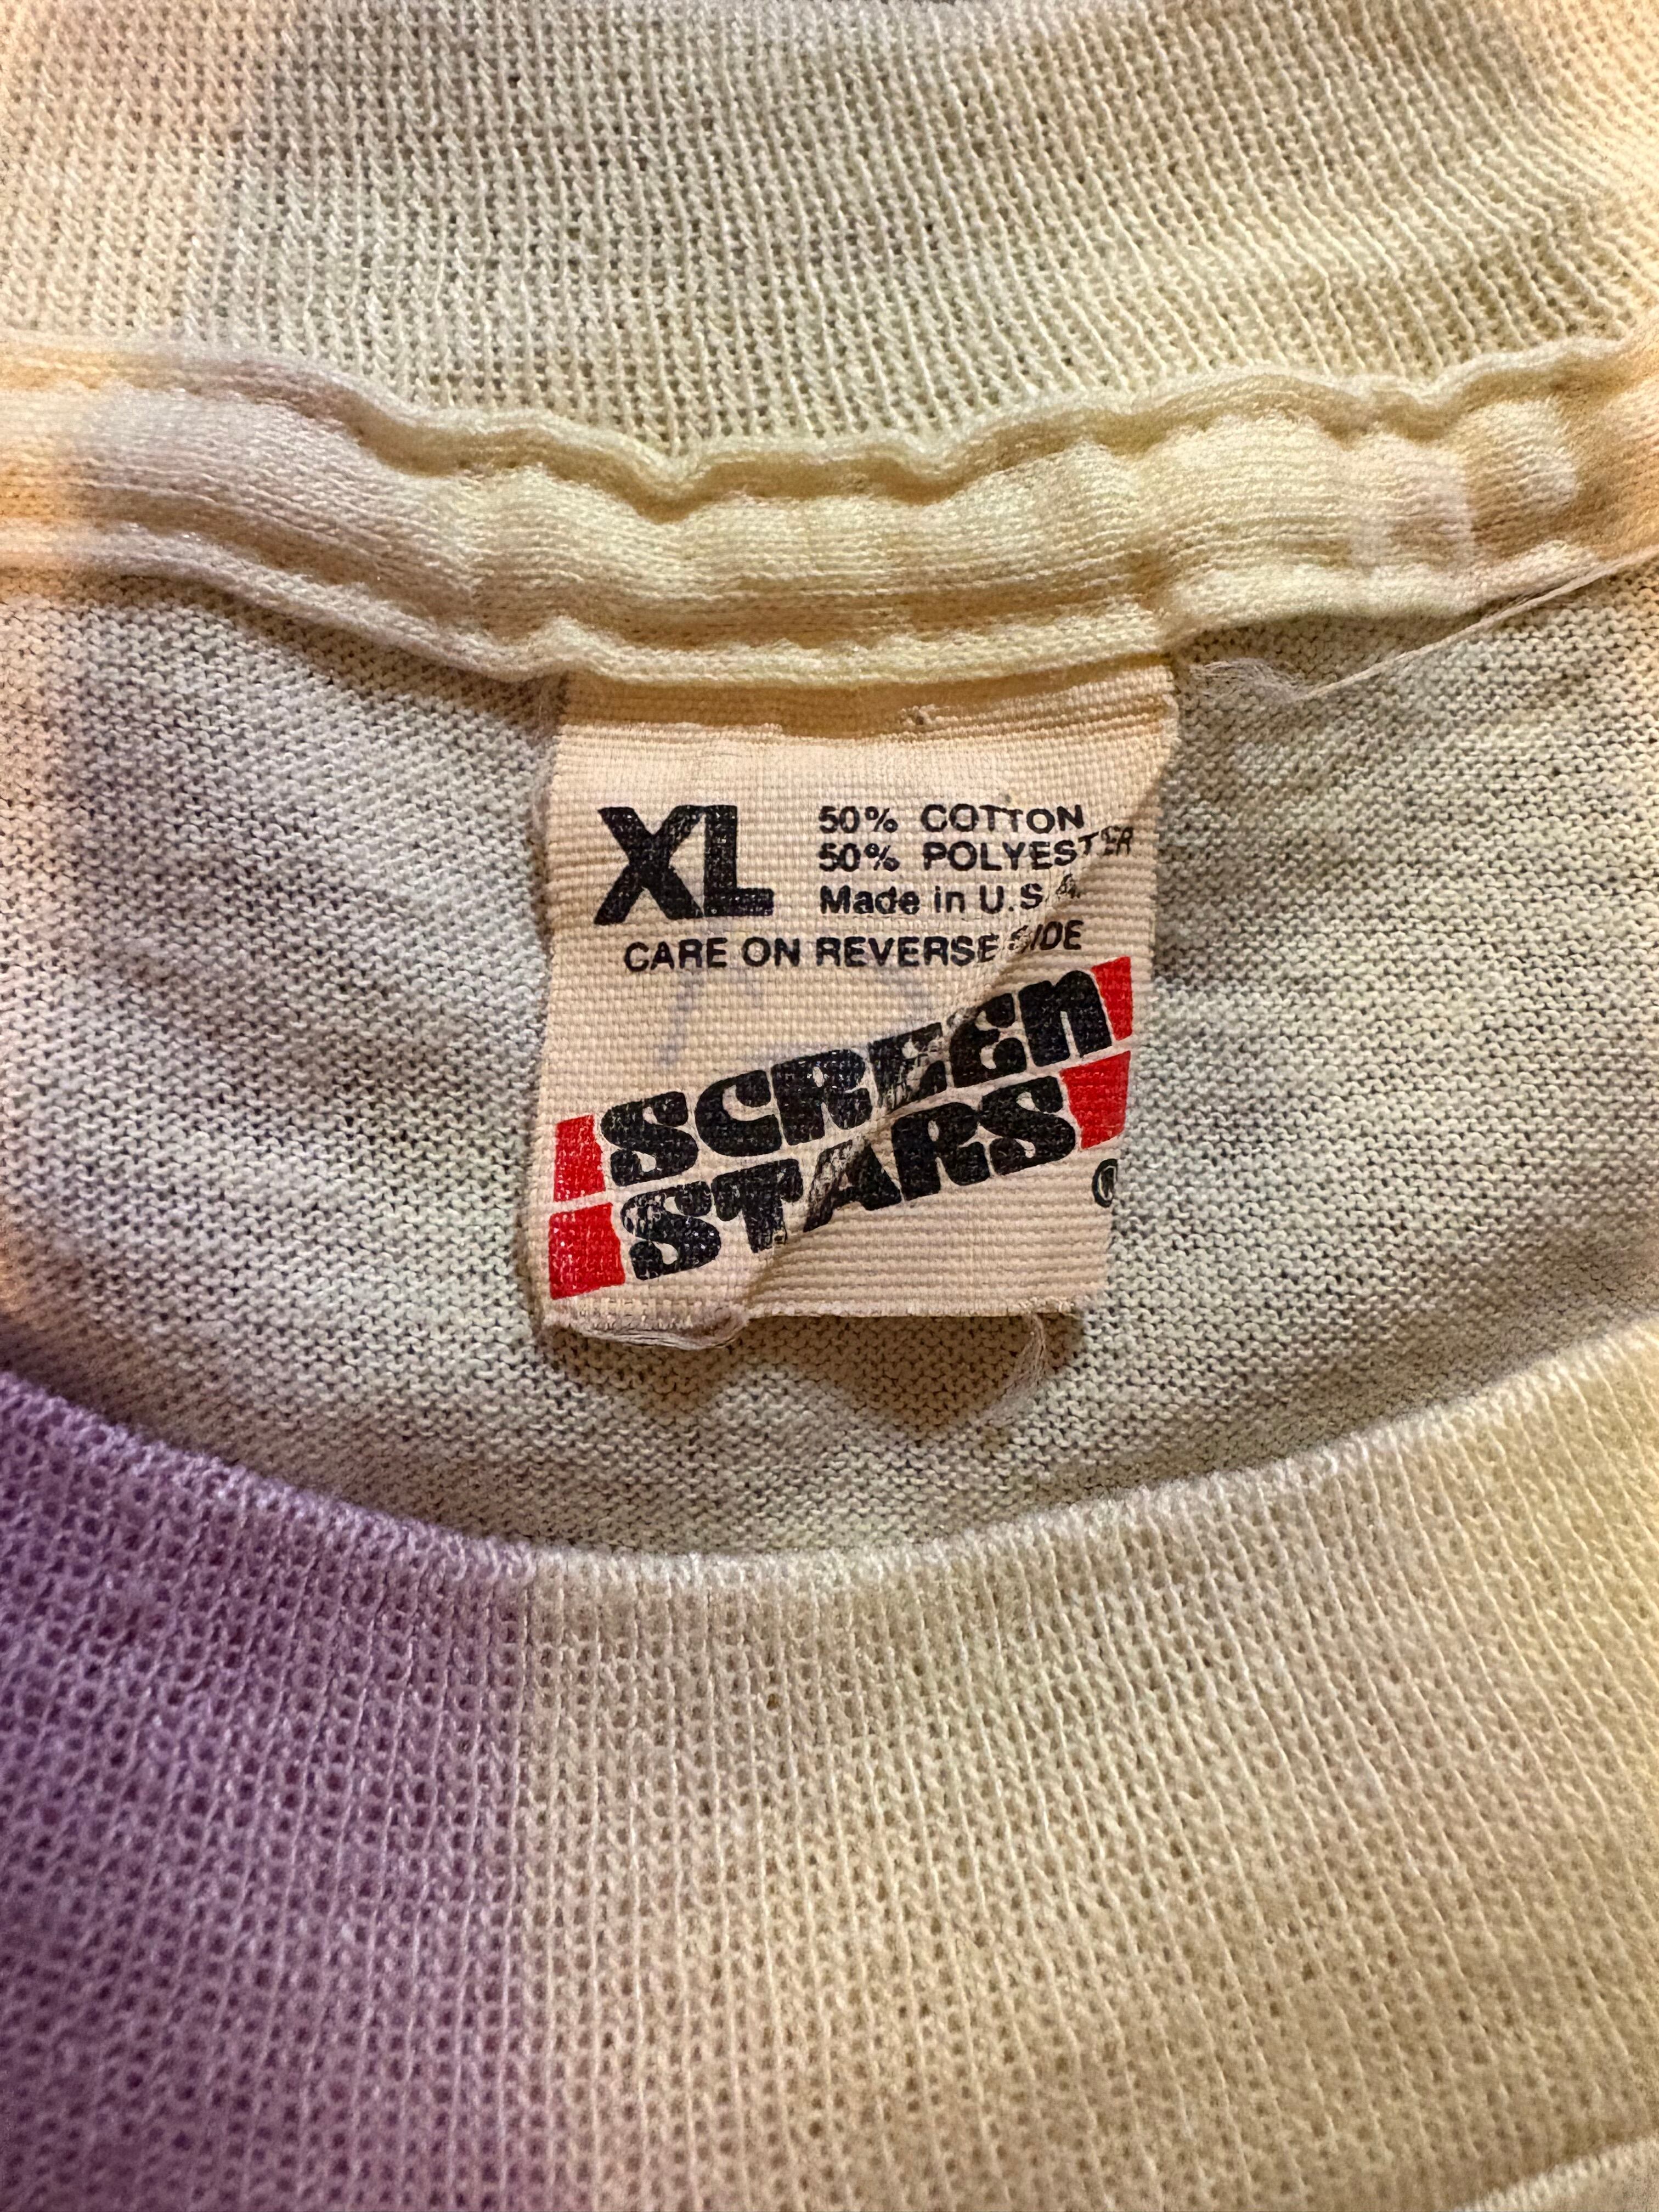 XL
50% COTTON
50% POLYESTER
Made in U.S.A.
CARE ON REVERSE SIDE
SCREEN
STARS
®